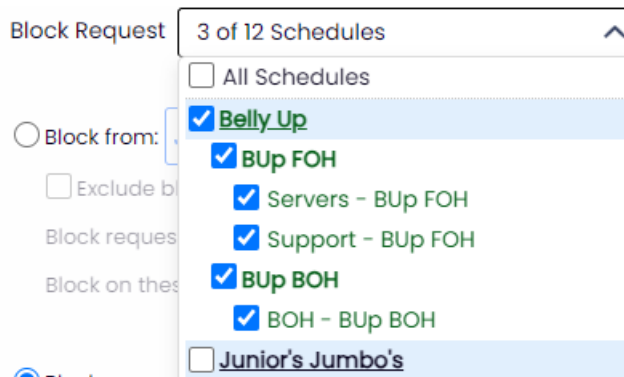 Block Request 3 of 12 Schedules
All Schedules
Belly Up
Block from:
BUp FOH
Exclude bl
Servers - BUp FOH
Block reques
Support - BUp FOH
Block on thes
BUp BOH
BOH - BUp BOH
Junior's Jumbo's